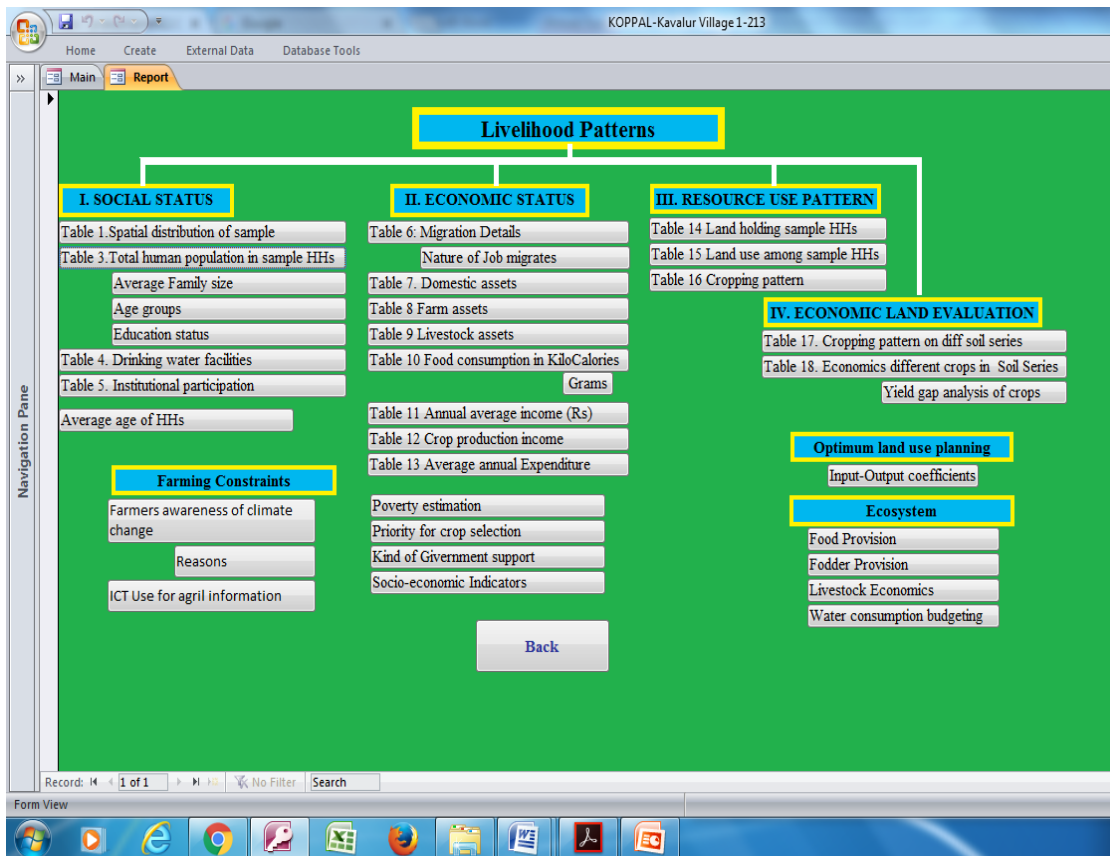 KOPPAL-Kavalur Village 1-213
Home Create External Data Database Tools
Main Report
Navigation Pane
Livelihood Patterns
I. SOCIAL STATUS
Table 1.Spatial distribution of sample
Table 3.Total human population in sample HHs
Average Family size
Age groups
Education status
Table 4. Drinking water facilities
Table 5. Institutional participation
Average age of HHs
Farming Constraints
Farmers awareness of climate
change
Reasons
ICT Use for agril information
II. ECONOMIC STATUS
Table 6: Migration Details
Nature of Job migrates
Table 7. Domestic assets
Table 8 Farm assets
Table 9 Livestock assets
Table 10 Food consumption in KiloCalories
Grams
Table 11 Annual average income (Rs)
Table 12 Crop production income
Table 13 Average annual Expenditure
Poverty estimation
Priority for crop selection
Kind of Givernment support
Socio-economic Indicators
Back
III. RESOURCE USE PATTERN
Table 14 Land holding sample HHs
Table 15 Land use among sample HHs
Table 16 Cropping pattern
IV. ECONOMIC LAND EVALUATION
Table 17. Cropping pattern on diff soil series
Table 18. Economics different crops in Soil Series
Yield gap analysis of crops
Optimum land use planning
Input-Output coefficients
Ecosystem
Food Provision
Fodder Provision
Livestock Economics
Water consumption budgeting
Record: 1 of 1 No Filter Search
Form View